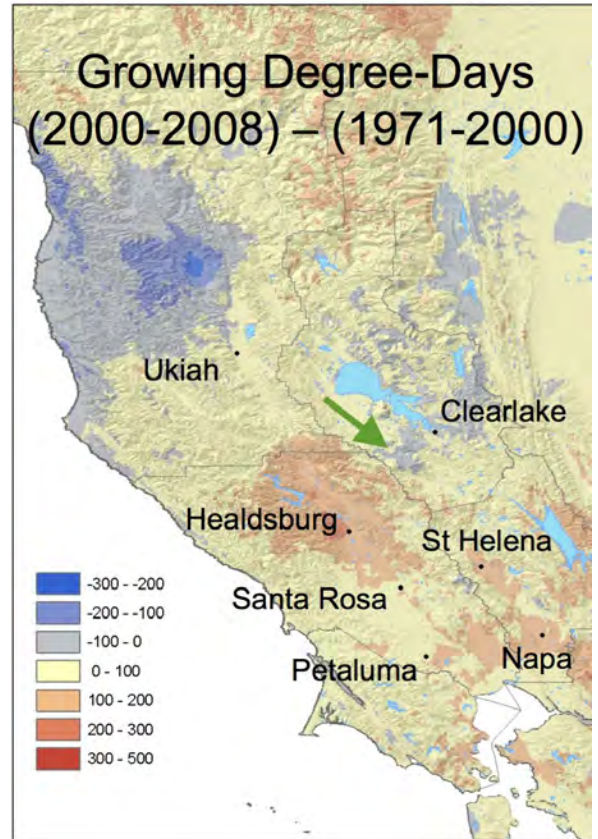 Growing Degree-Days
(2000-2008) – (1971-2000)
Ukiah
Clearlake
Healdsburg
St Helena
Santa Rosa
Petaluma
Napa
-300 - -200
-200 - -100
-100 - 0
0 - 100
100 - 200
200 - 300
300 - 500